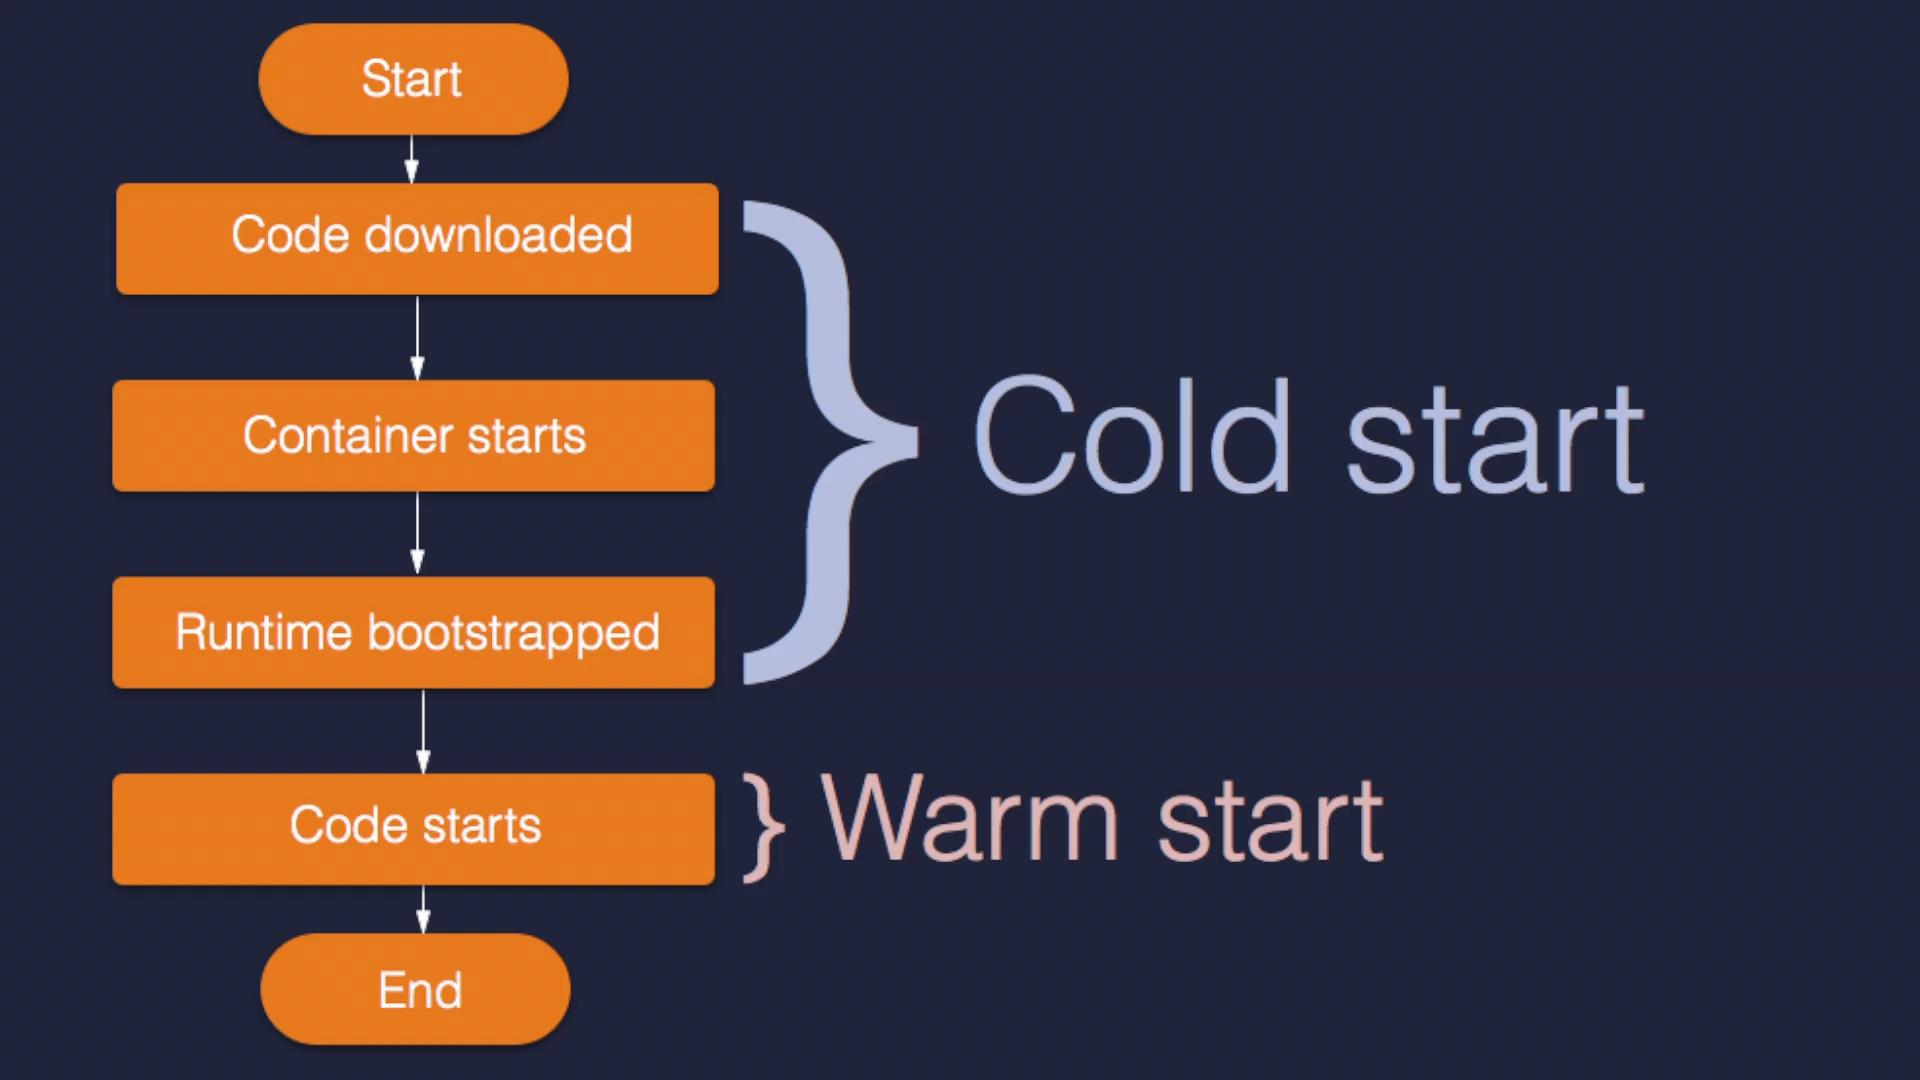 Start
Code downloaded
Container starts
Runtime bootstrapped
} Cold start
Code starts
} Warm start
End